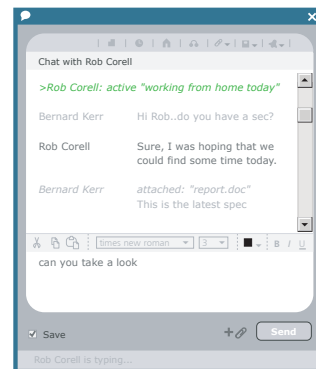 Chat with Rob Corell
>Rob Corell: active "working from home today"
Bernard Kerr Hi Rob..do you have a sec?
Rob Corell Sure, I was hoping that we
could find some time today.
Bernard Kerr attached: "report.doc"
This is the latest spec
times new roman 3 B I U
can you take a look
Save Send
Rob Corell is typing...